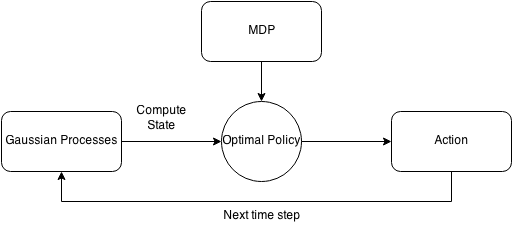 MDP
Compute
State
Gaussian Processes
Optimal Policy
Action
Next time step